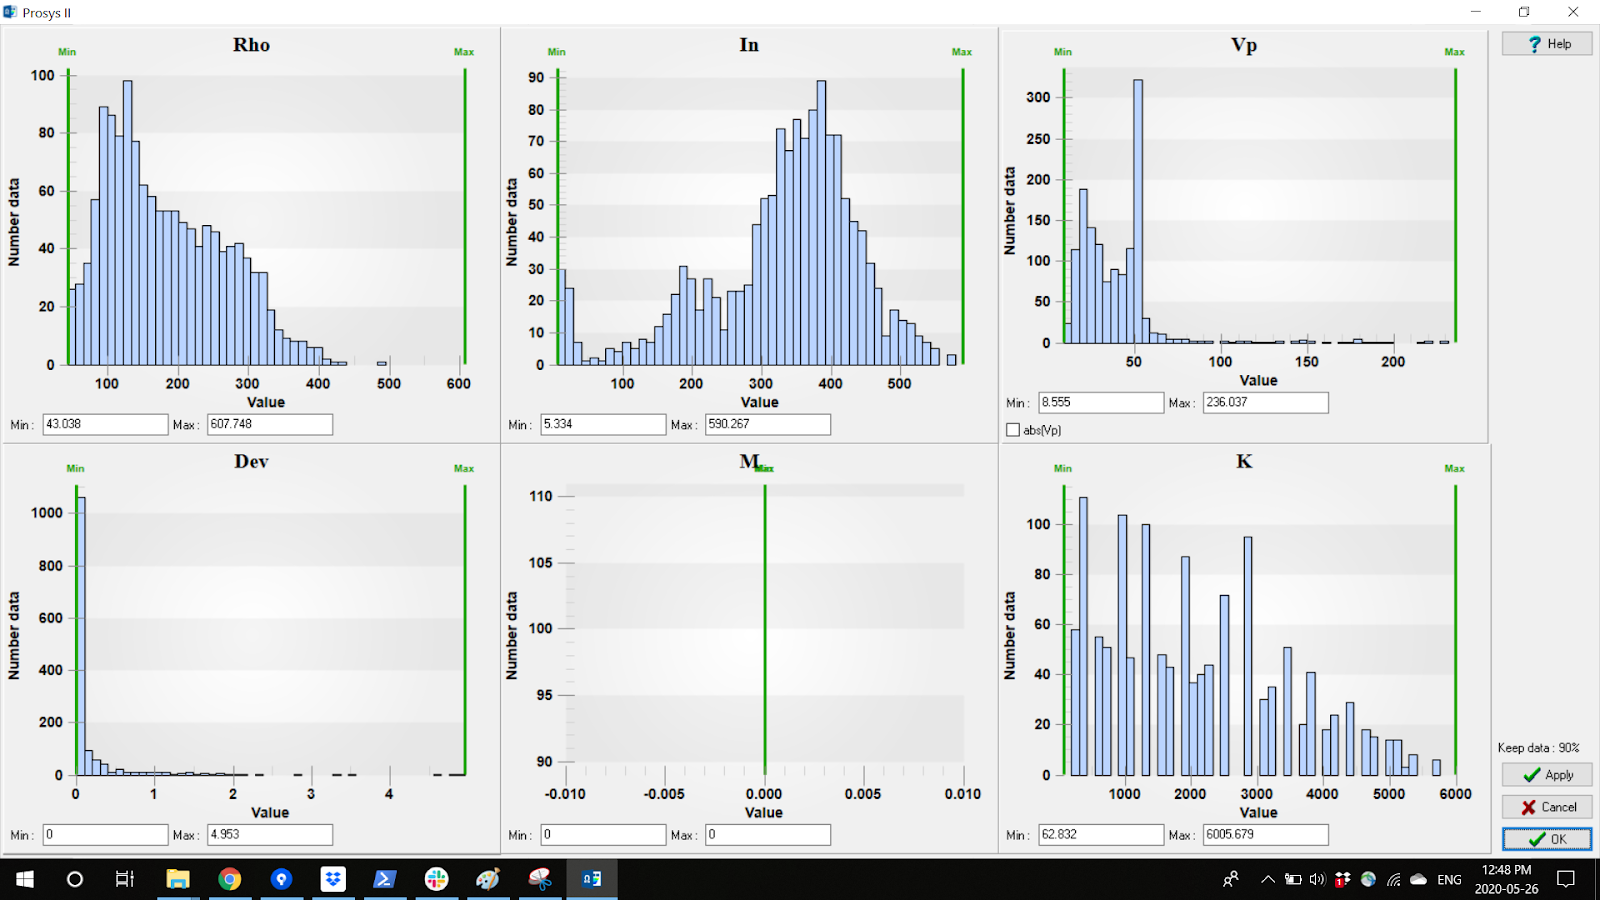 Prosys II
Help
Rho
Min
Max
100
80
60
40
20
0
Number data
100 200 300 400 500 600
Value
Min : 43.038 Max : 607.748
In
Min
Max
90
80
70
60
50
40
30
20
10
0
Number data
100 200 300 400 500
Value
Min : 5.334 Max : 590.267
Vp
Min
Max
300
250
200
150
100
50
0
Number data
50 100 150 200
Value
Min : 8.555 Max : 236.037
abs(Vp)
Dev
Min
Max
1000
800
600
400
200
0
Number data
0 1 2 3 4
Value
Min : 0 Max : 4.953
M
110
105
100
95
90
Number data
-0.010 -0.005 0.000 0.005 0.010
Value
Min : 0 Max : 0
K
Min
Max
100
80
60
40
20
0
Number data
1000 2000 3000 4000 5000 6000
Value
Min : 62.832 Max : 6005.679
Keep data : 90%
Apply
Cancel
OK
ENG
12:48 PM
2020-05-26